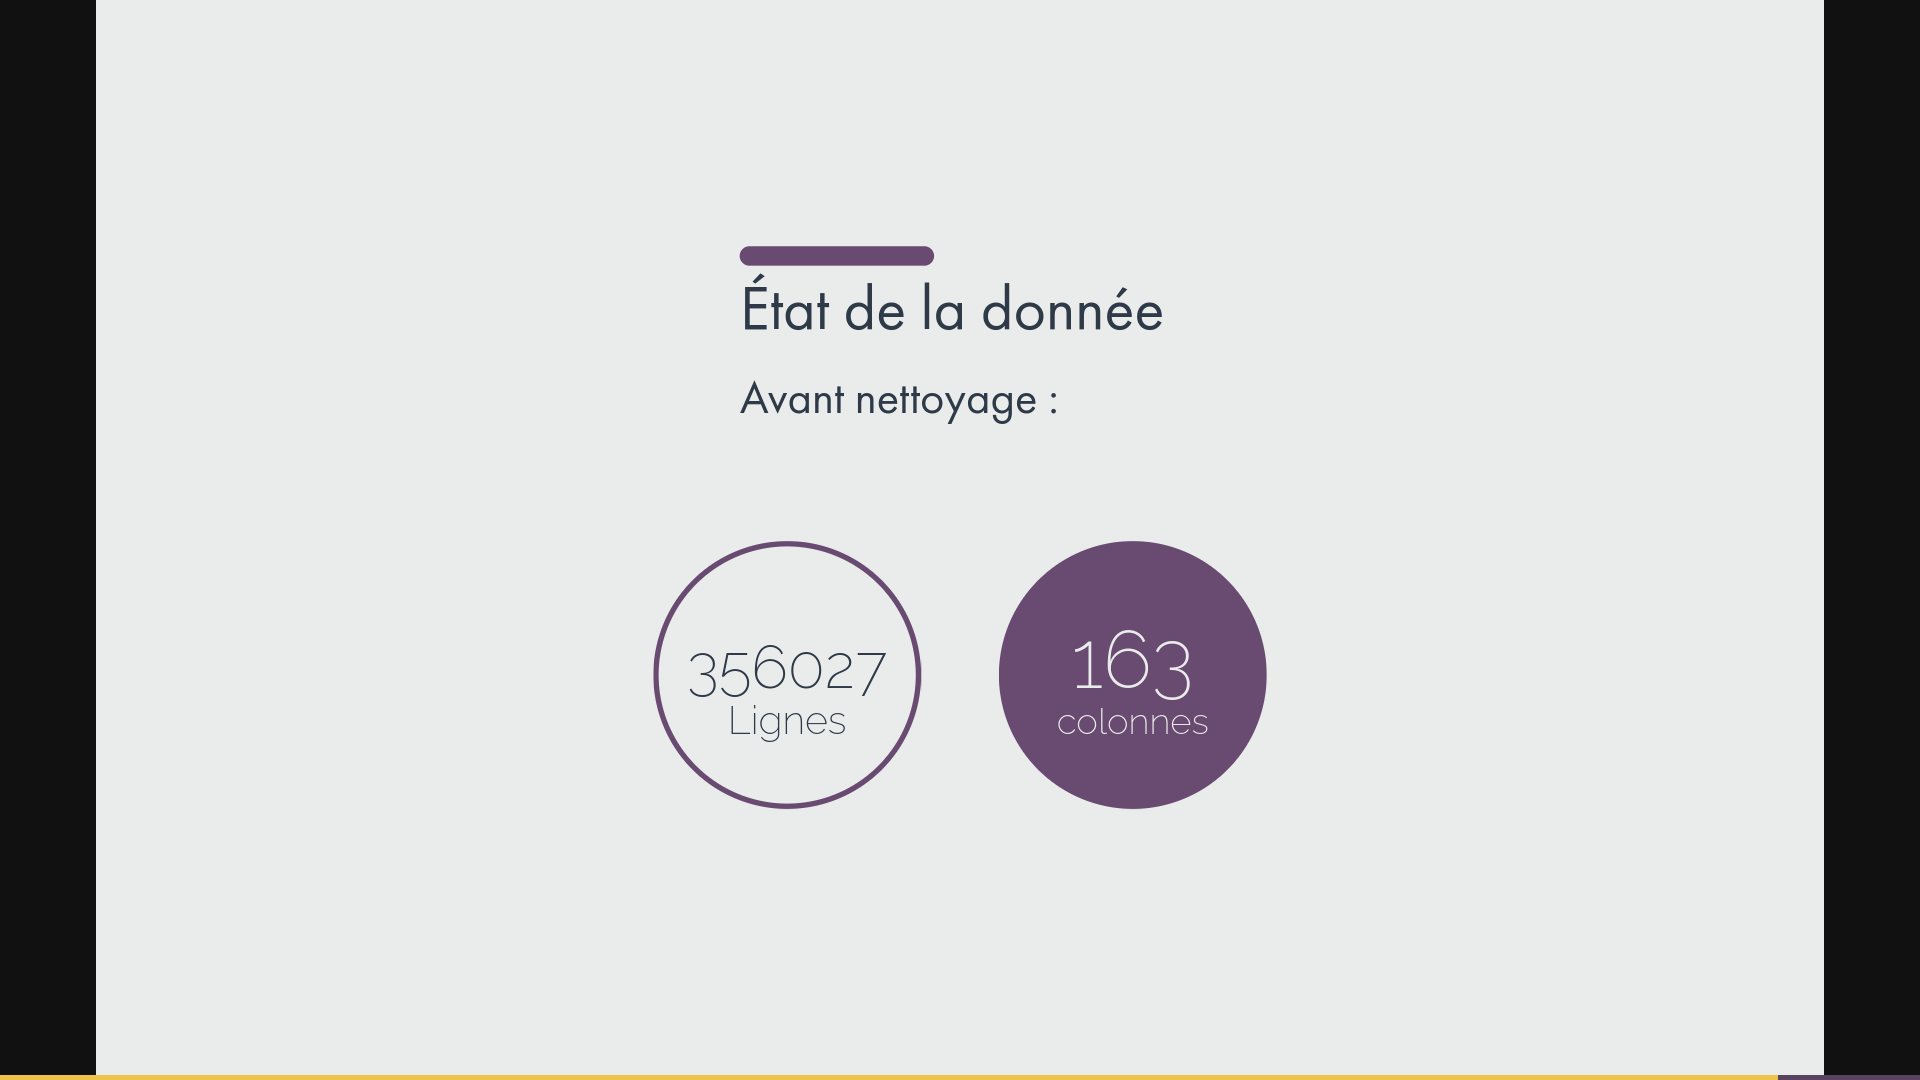 État de la donnée
Avant nettoyage :
356027
Lignes
163
colonnes